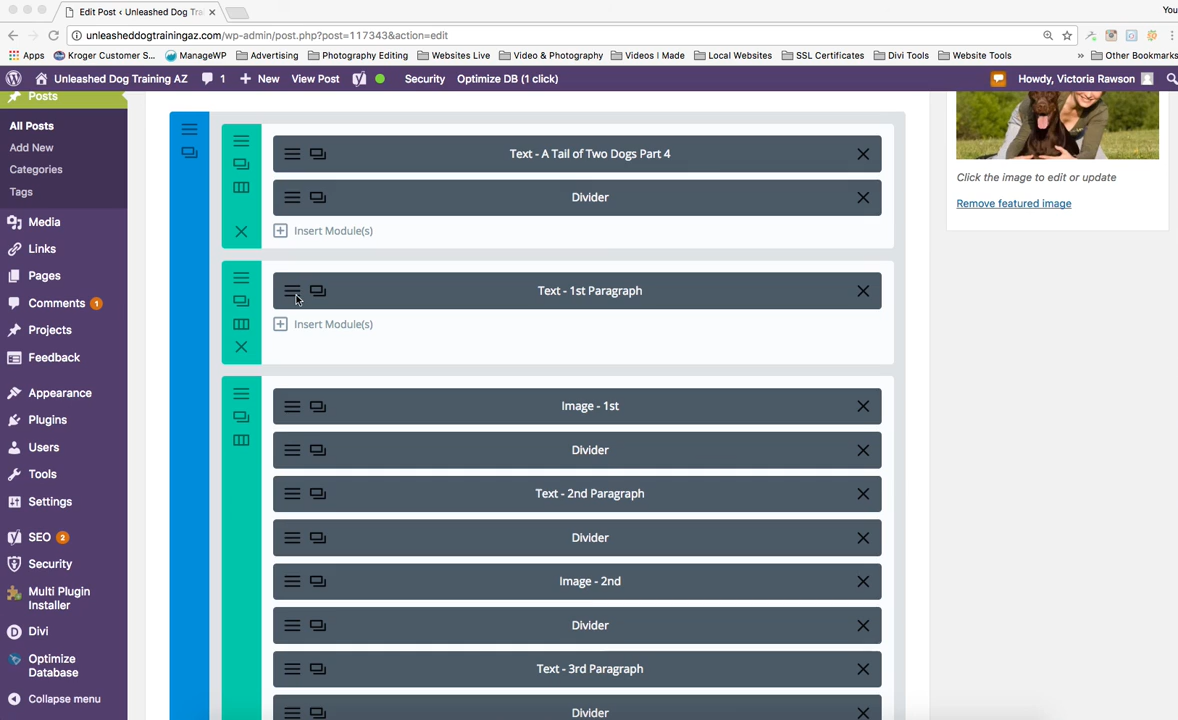 Edit Post ‹ Unleashed Dog Tra
You
unleasheddogtrainingaz.com/wp-admin/post.php?post=117343&action=edit
Apps Kroger Customer S... ManageWP Advertising Photography Editing Websites Live Video & Photography Videos I Made Local Websites SSL Certificates Divi Tools Website Tools » Other Bookmarks
Unleashed Dog Training AZ 1 + New View Post Security Optimize DB (1 click) Howdy, Victoria Rawson
Posts
All Posts
Add New
Categories
Tags
Media
Links
Pages
Comments 1
Projects
Feedback
Appearance
Plugins
Users
Tools
Settings
SEO 2
Security
Multi Plugin
Installer
Divi
Optimize
Database
Collapse menu
Text - A Tail of Two Dogs Part 4
Divider
Insert Module(s)
Text - 1st Paragraph
Insert Module(s)
Image - 1st
Divider
Text - 2nd Paragraph
Divider
Image - 2nd
Divider
Text - 3rd Paragraph
Divider
Click the image to edit or update
Remove featured image